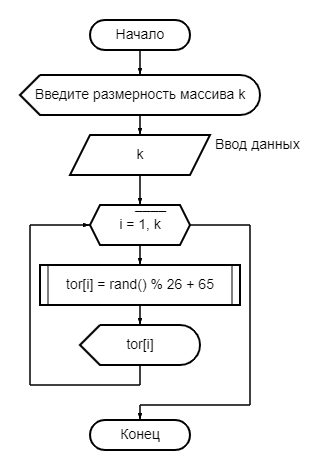 Начало
Введите размерность массива k
k
Ввод данных
i = 1, k
tor[i] = rand() % 26 + 65
tor[i]
Конец